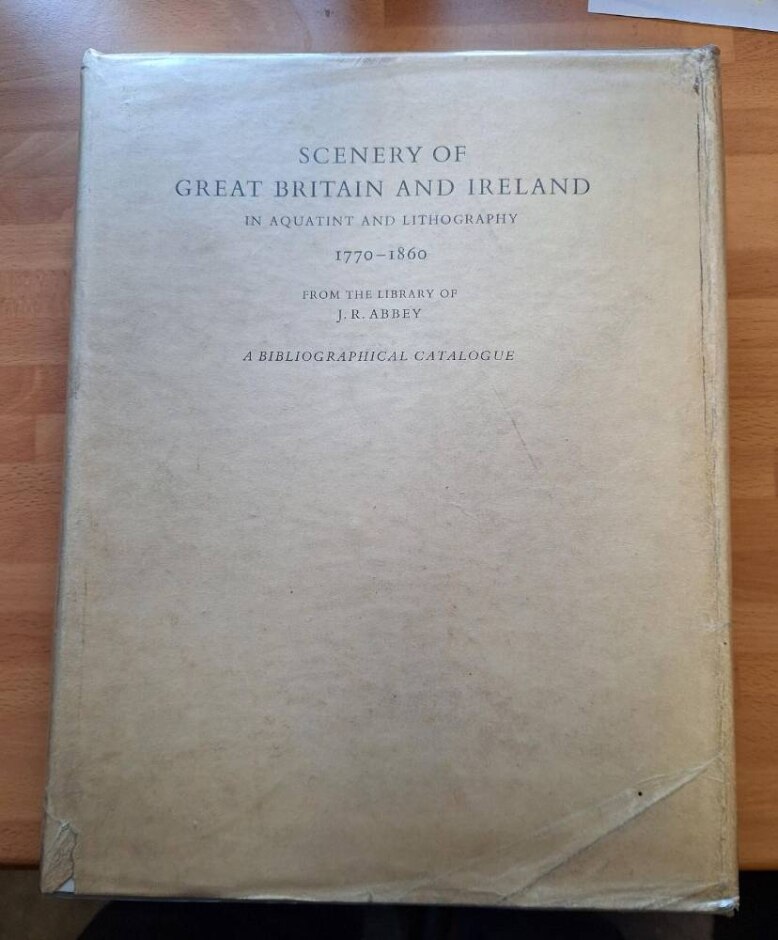 SCENERY OF
GREAT BRITAIN AND IRELAND
IN AQUATINT AND LITHOGRAPHY
1770–1860
FROM THE LIBRARY OF
J. R. ABBEY
A BIBLIOGRAPHICAL CATALOGUE